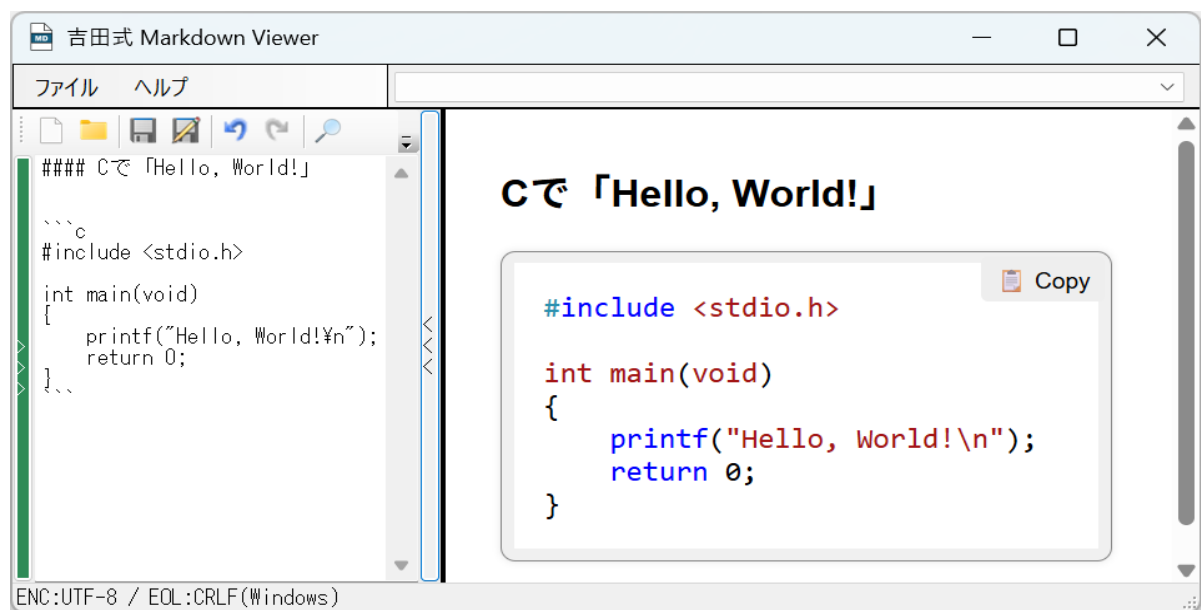 吉田式 Markdown Viewer
ファイル ヘルプ
#### Cで「Hello, World!」
```c
#include <stdio.h>
int main(void)
{
    printf("Hello, World!¥n");
    return 0;
}
```
Cで「Hello, World!」
Copy
#include <stdio.h>
int main(void)
{
    printf("Hello, World!\n");
    return 0;
}
ENC:UTF-8 / EOL:CRLF(Windows)